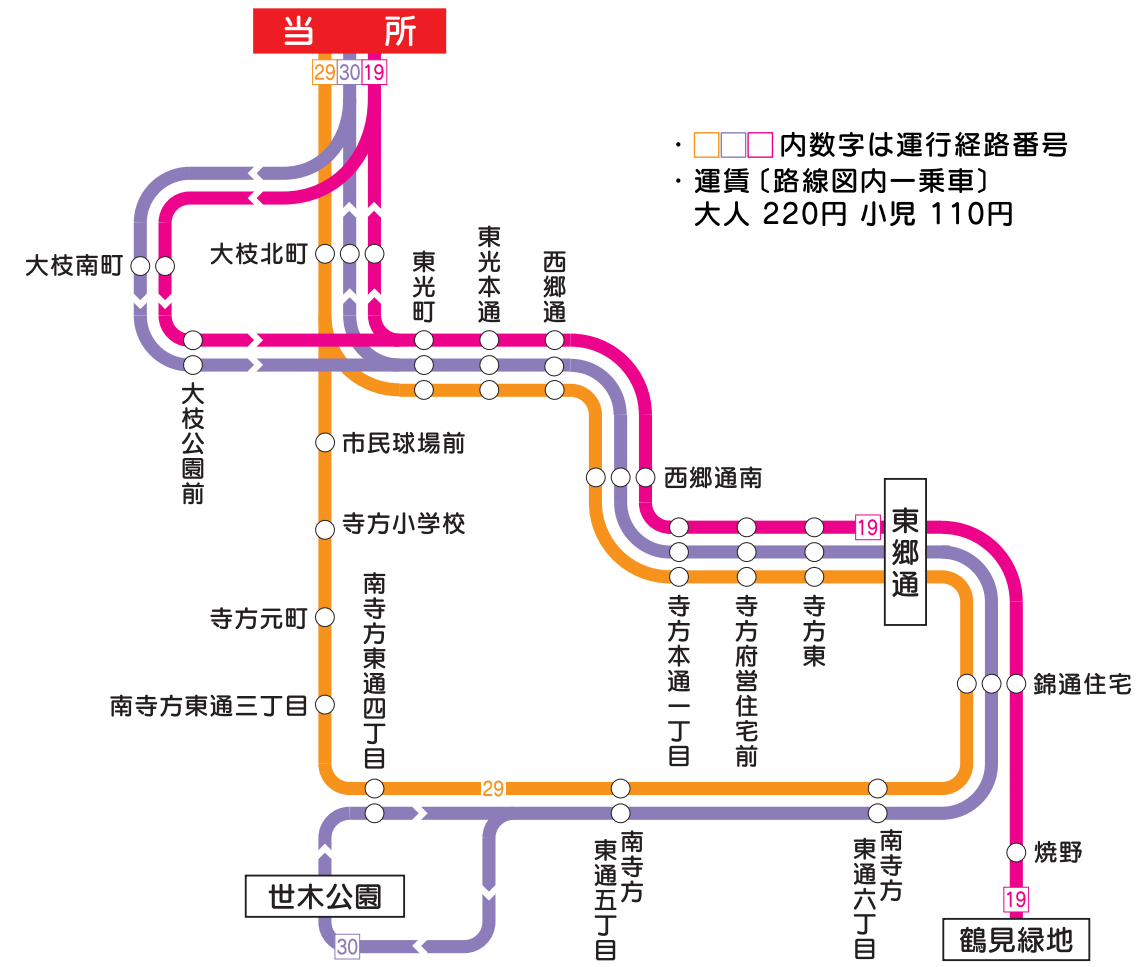 当 所
29 30 19
・□□□内数字は運行経路番号
・運賃〔路線図内一乗車〕
大人 220円 小児 110円
大枝南町
大枝北町
東光町
東光本通
西郷通
大枝公園前
市民球場前
西郷通南
寺方小学校
19
東郷通
寺方元町
南寺方東通四丁目
寺方本通一丁目
寺方府営住宅前
寺方東
南寺方東通三丁目
錦通住宅
29
南寺方
東通五丁目
南寺方
東通六丁目
焼野
世木公園
19
30
鶴見緑地